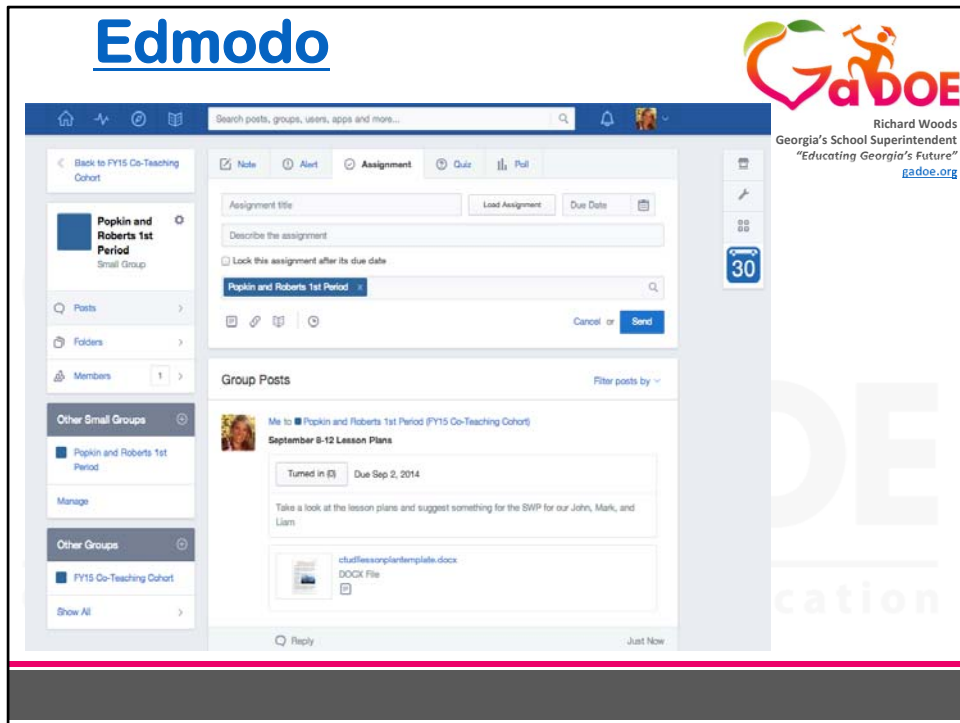 Edmodo
GaDOE
Richard Woods
Georgia's School Superintendent
"Educating Georgia's Future"
gadoe.org
Search posts, groups, users, apps and more...
Back to FY15 Co-Teaching
Cohort
Popkin and
Roberts 1st
Period
Small Group
Posts
Folders
Members 1
Other Small Groups
Popkin and Roberts 1st
Period
Manage
Other Groups
FY15 Co-Teaching Cohort
Show All
Note Alert Assignment Quiz Poll
Assignment title Load Assignment Due Date
Describe the assignment
Lock this assignment after its due date
Popkin and Roberts 1st Period x
Cancel or Send
Group Posts Filter posts by
Me to Popkin and Roberts 1st Period (FY15 Co-Teaching Cohort)
September 8-12 Lesson Plans
Turned in (0) Due Sep 2, 2014
Take a look at the lesson plans and suggest something for the SWP for our John, Mark, and
Liam
ctudllessonplantemplate.docx
DOCX File
Reply Just Now
30
DE
cation